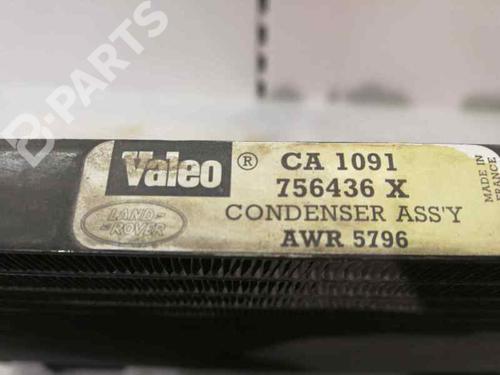 B-PARTS
Valeo ® CA 1091
756436 X
LAND-
ROVER
CONDENSER ASS'Y
AWR 5796
MADE IN
FRANCE